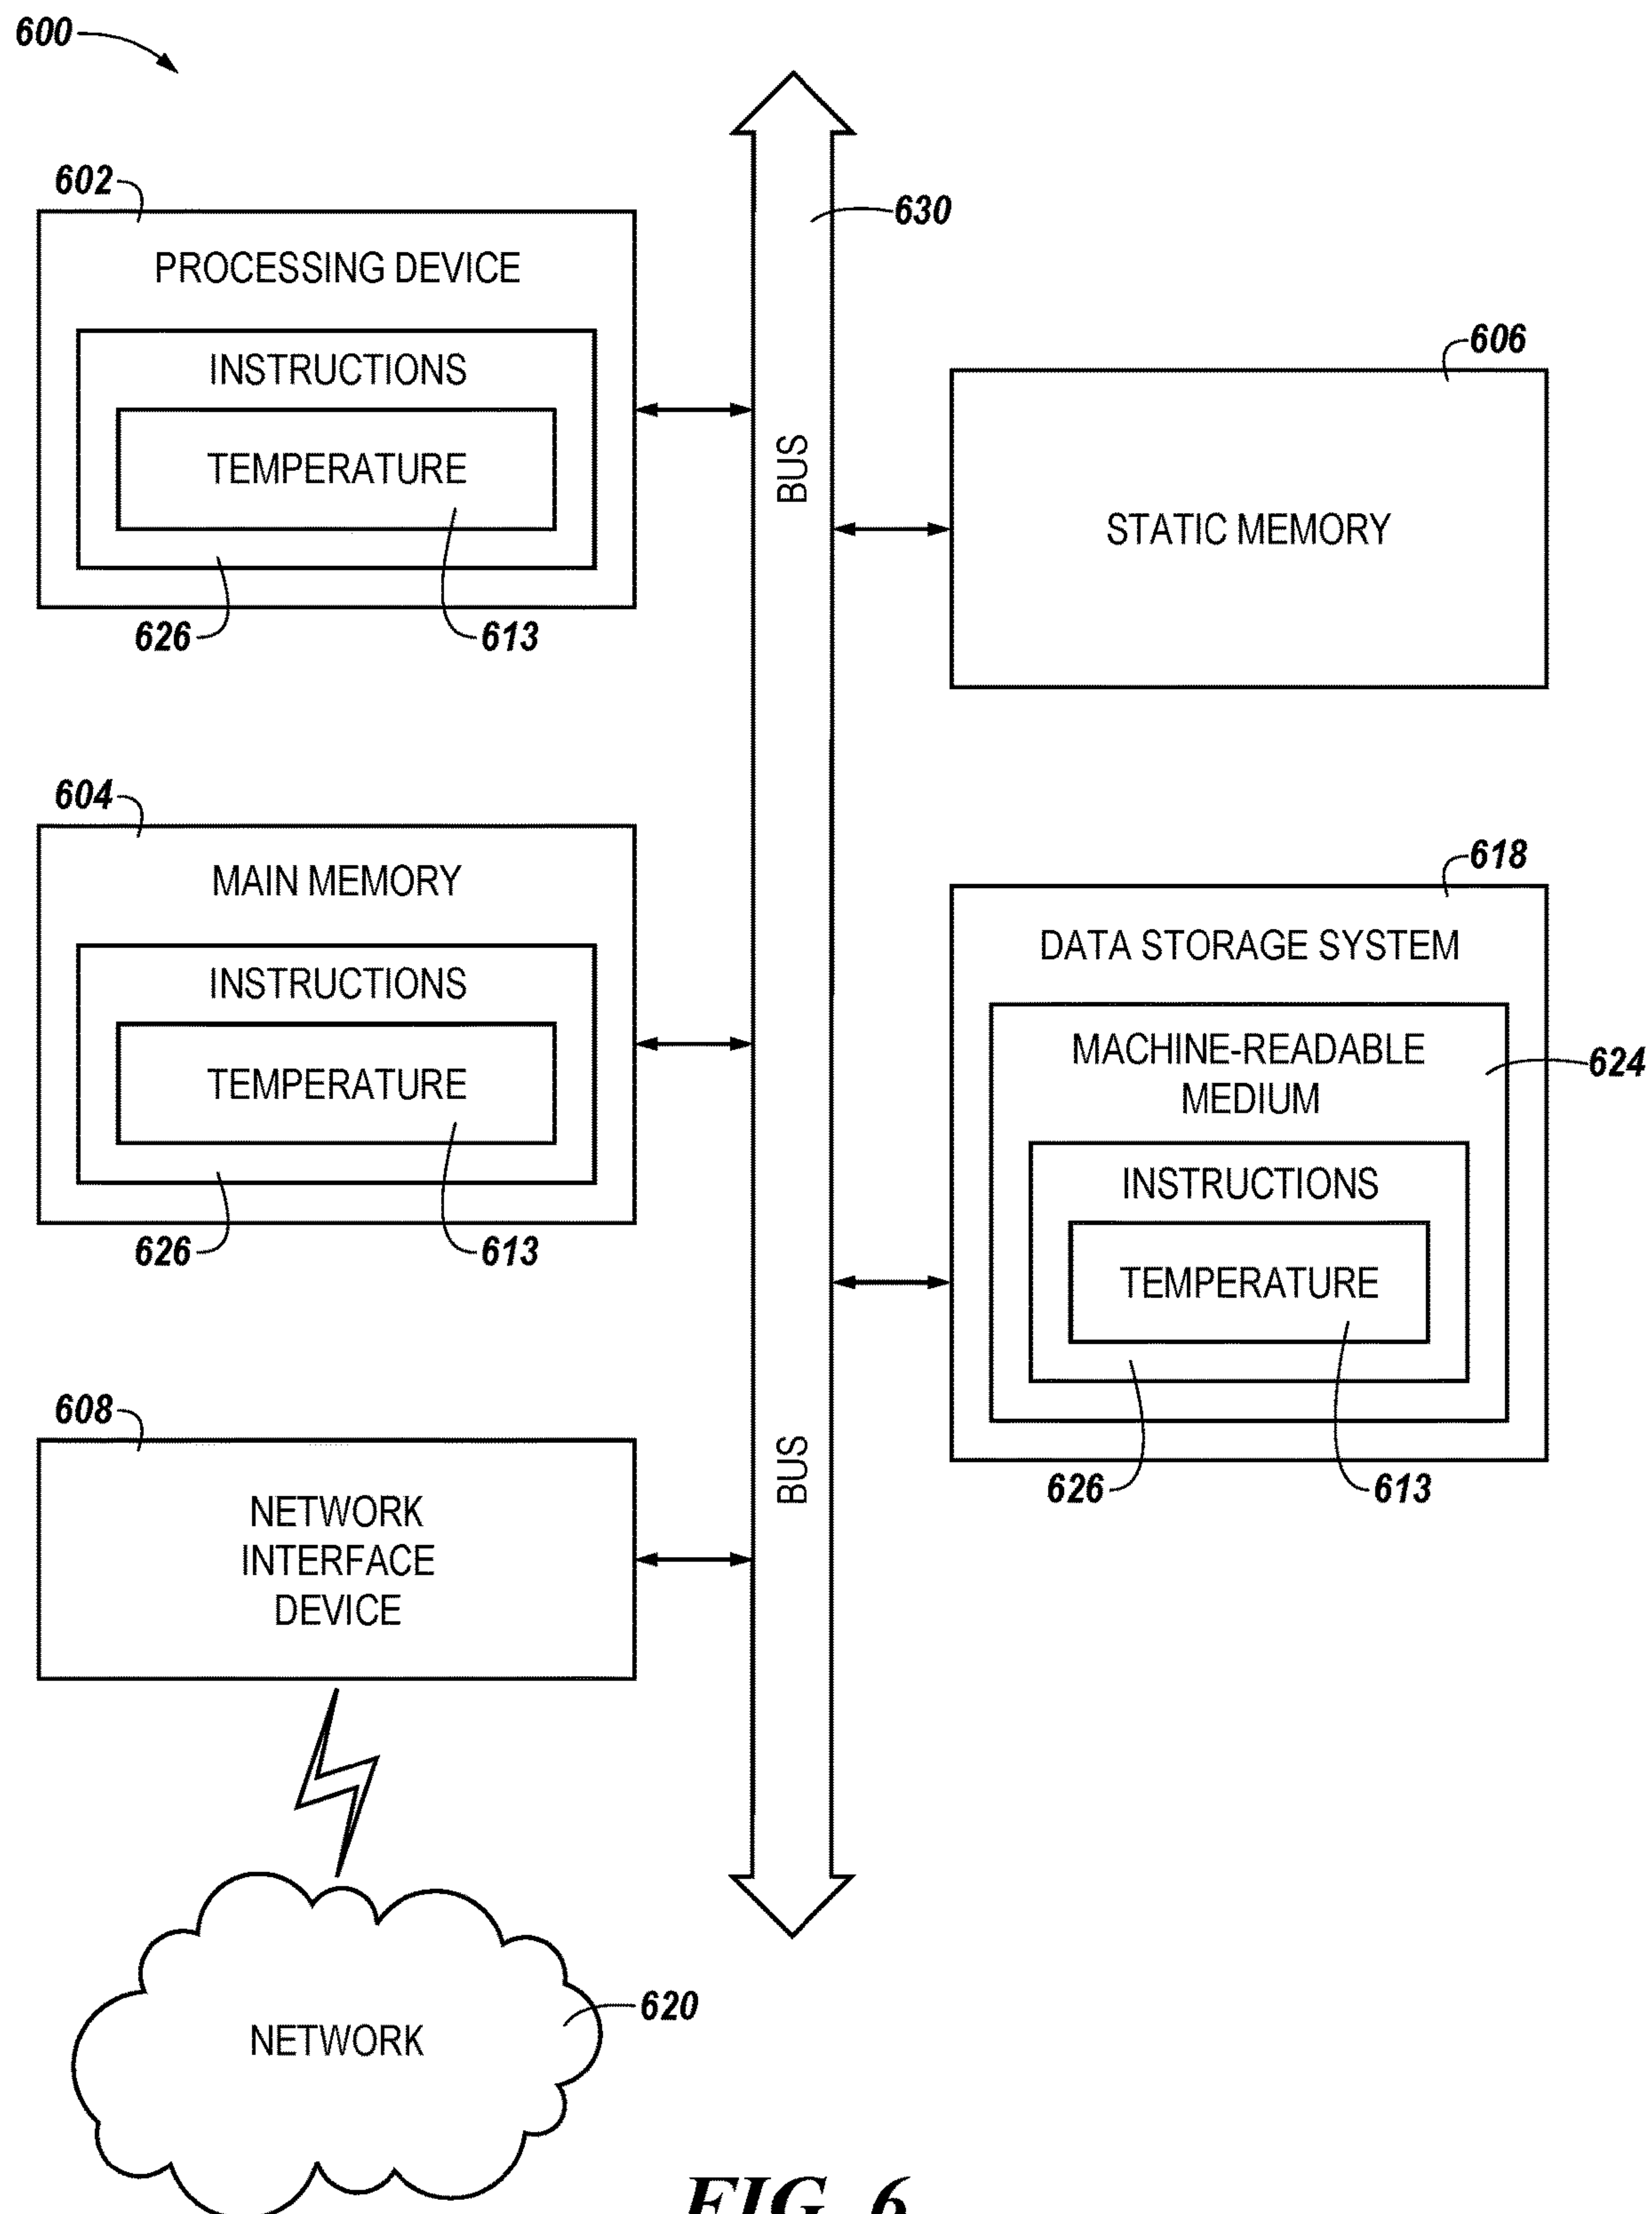 600
602
PROCESSING DEVICE
INSTRUCTIONS
TEMPERATURE
626
613
630
BUS
606
STATIC MEMORY
604
MAIN MEMORY
INSTRUCTIONS
TEMPERATURE
626
613
618
DATA STORAGE SYSTEM
MACHINE-READABLE
MEDIUM
624
INSTRUCTIONS
TEMPERATURE
626
613
608
NETWORK
INTERFACE
DEVICE
BUS
NETWORK
620
FIG. 6